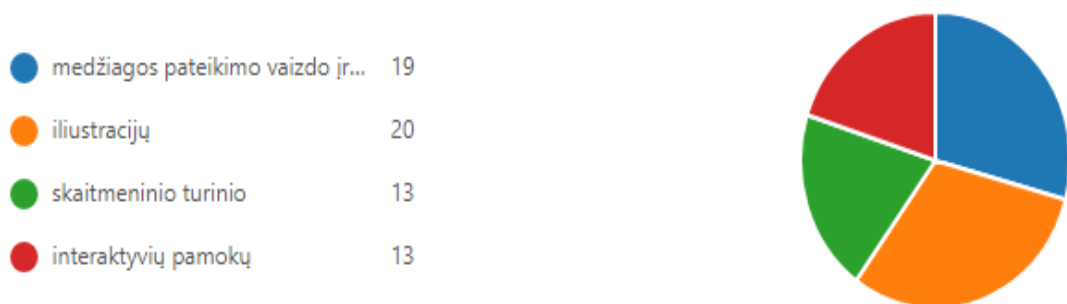 medžiagos pateikimo vaizdo įr... 19
iliustracijų 20
skaitmeninio turinio 13
interaktyvių pamokų 13